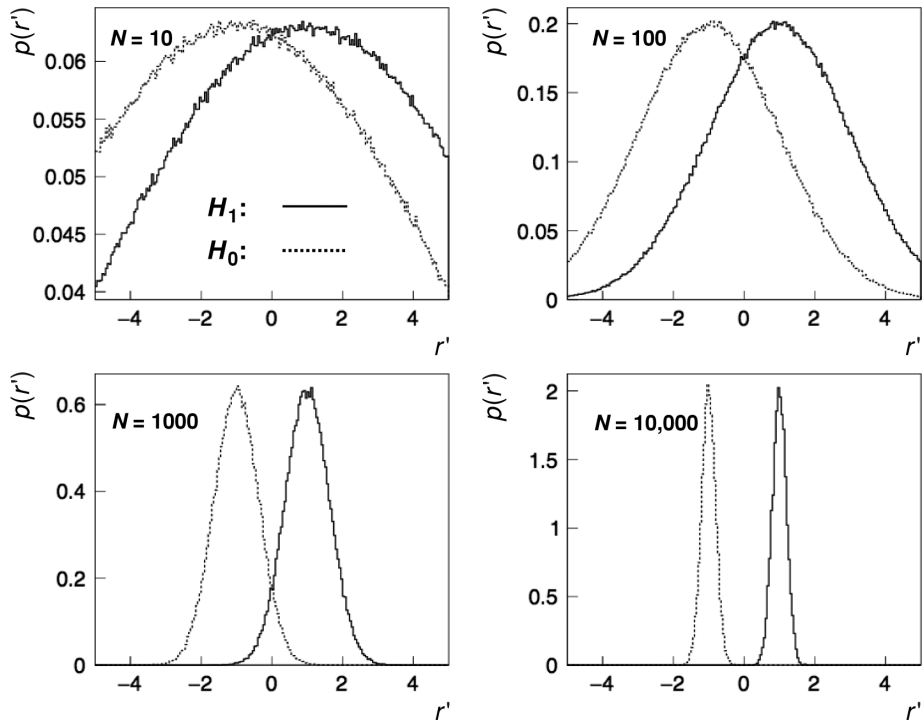 p(r')
N = 10
0.06
0.055
0.05
0.045
0.04
H1:
H0:
−4 −2 0 2 4
r'
p(r')
N = 100
0.2
0.15
0.1
0.05
0
−4 −2 0 2 4
r'
p(r')
N = 1000
0.6
0.4
0.2
0
−4 −2 0 2 4
r'
p(r')
N = 10,000
2
1.5
1
0.5
0
−4 −2 0 2 4
r'